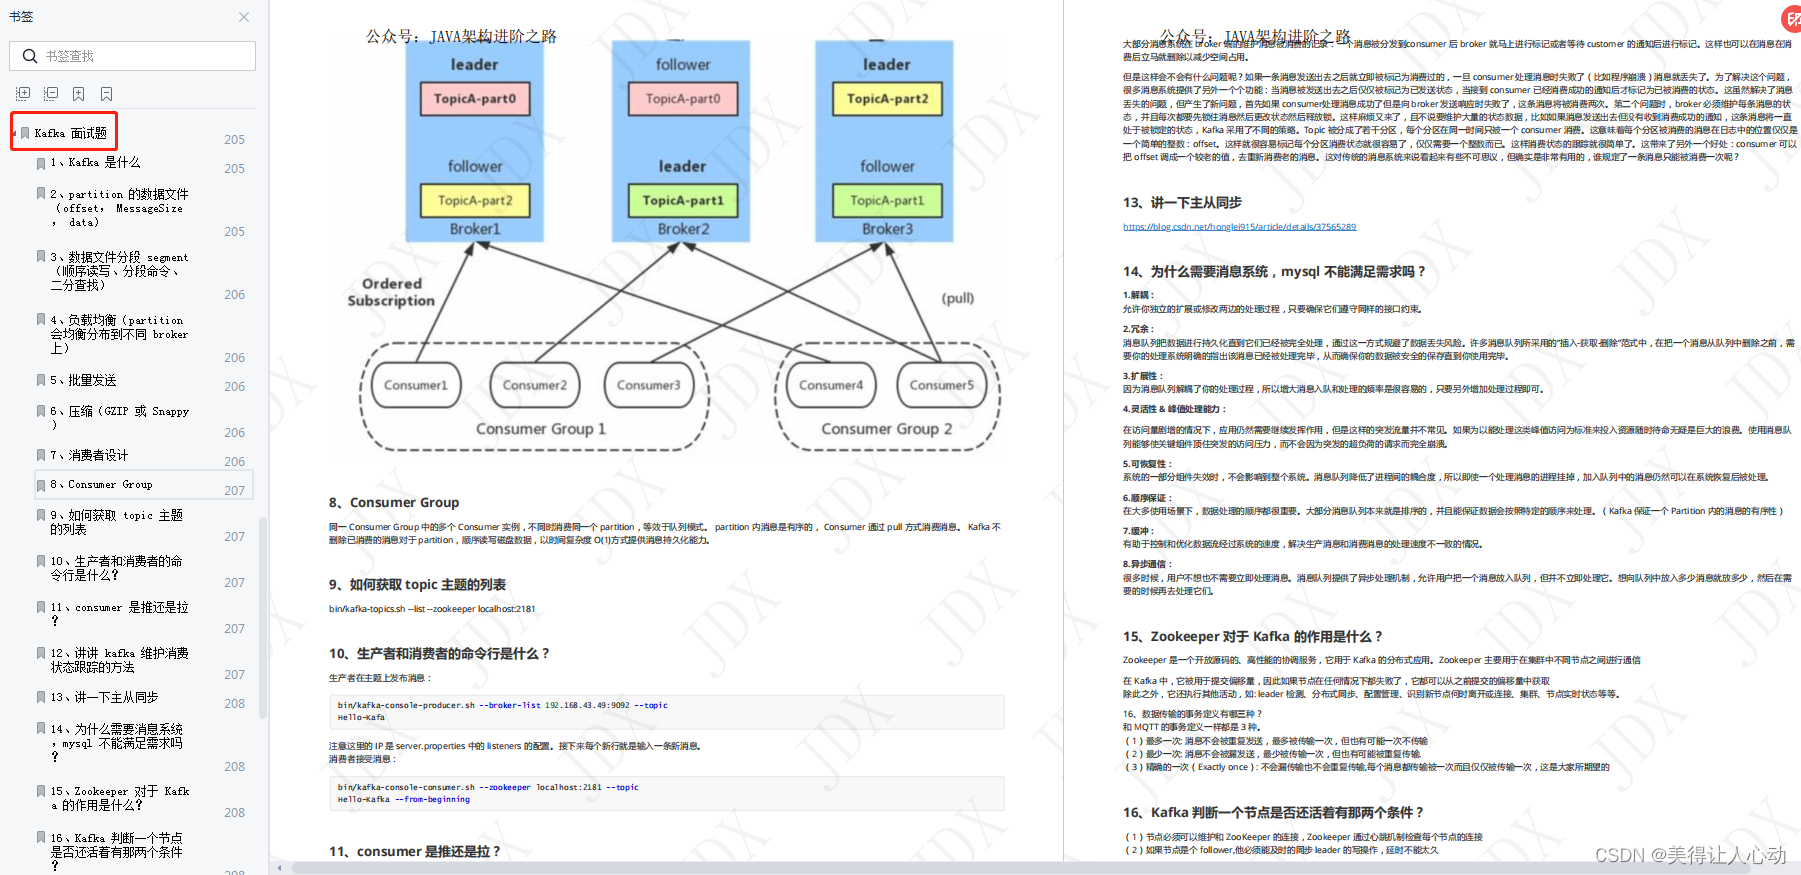 书签
书签查找
Kafka 面试题 205
1、Kafka 是什么 205
2、partition 的数据文件
（offset， MessageSize
， data） 205
3、数据文件分段 segment
（顺序读写、分段命令、
二分查找） 206
4、负载均衡（partition
会均衡分布到不同 broker
上） 206
5、批量发送 206
6、压缩（GZIP 或 Snappy
） 206
7、消费者设计 206
8、Consumer Group 207
9、如何获取 topic 主题
的列表 207
10、生产者和消费者的命
令行是什么？ 207
11、consumer 是推还是拉
？ 207
12、讲讲 kafka 维护消费
状态跟踪的方法 207
13、讲一下主从同步 208
14、为什么需要消息系统
，mysql 不能满足需求吗
？ 208
15、Zookeeper 对于 Kafk
a 的作用是什么？ 208
16、Kafka 判断一个节点
是否还活着有那两个条件
？ 208
公众号：JAVA架构进阶之路
leader follower leader
TopicA-part0 TopicA-part0 TopicA-part2
follower leader follower
TopicA-part2 TopicA-part1 TopicA-part1
Broker1 Broker2 Broker3
Ordered
Subscription
(pull)
Consumer1 Consumer2 Consumer3 Consumer4 Consumer5
Consumer Group 1 Consumer Group 2
8、Consumer Group
同一 Consumer Group 中的多个 Consumer 实例，不同时消费同一个 partition，等效于队列模式。 partition 内消息是有序的， Consumer 通过 pull 方式消费消息。 Kafka 不
删除已消费的消息对于 partition，顺序读写磁盘数据，以时间复杂度 O(1)方式提供消息持久化能力。
9、如何获取 topic 主题的列表
bin/kafka-topics.sh --list --zookeeper localhost:2181
10、生产者和消费者的命令行是什么？
生产者在主题上发布消息：
bin/kafka-console-producer.sh --broker-list 192.168.43.49:9092 --topic
Hello-Kafa
注意这里的 IP 是 server.properties 中的 listeners 的配置。接下来每个新行就是输入一条新消息。
消费者接受消息：
bin/kafka-console-consumer.sh --zookeeper localhost:2181 --topic
Hello-Kafka --from-beginning
11、consumer 是推还是拉？
公众号：JAVA架构进阶之路
大部分消息系统在 broker 端的维护消息被消费的记录：一个消息被分发到consumer 后 broker 就马上进行标记或者等待 customer 的通知后进行标记。这样也可以在消息在消
费后立马就删除以减少空间占用。
但是这样会不会有什么问题呢？如果一条消息发送出去之后就立即被标记为消费过的，一旦 consumer 处理消息时失败了（比如程序崩溃）消息就丢失了。为了解决这个问题，
很多消息系统提供了另外一个个功能：当消息被发送出去之后仅仅被标记为已发送状态，当接到 consumer 已经消费成功的通知后才标记为已被消费的状态。这虽然解决了消息
丢失的问题，但产生了新问题，首先如果 consumer处理消息成功了但是向 broker 发送响应时失败了，这条消息将被消费两次。第二个问题时，broker 必须维护每条消息的状
态，并且每次都要先锁住消息然后更改状态然后释放锁。这样麻烦又来了，且不说要维护大量的状态数据，比如如果消息发送出去但没有收到消费成功的通知，这条消息将一直
处于被锁定的状态，Kafka 采用了不同的策略。Topic 被分成了若干分区，每个分区在同一时间只被一个 consumer 消费。这意味着每个分区被消费的消息在日志中的位置仅仅是
一个简单的整数：offset。这样就很容易标记每个分区消费状态就很容易了，仅仅需要一个整数而已。这样消费状态的跟踪就很简单了。这带来了另外一个好处：consumer 可以
把 offset 调成一个较老的值，去重新消费老的消息。这对传统的消息系统来说看起来有些不可思议，但确实是非常有用的，谁规定了一条消息只能被消费一次呢？
13、讲一下主从同步
https://blog.csdn.net/honglei915/article/details/37565289
14、为什么需要消息系统，mysql 不能满足需求吗？
1.解耦：
允许你独立的扩展或修改两边的处理过程，只要确保它们遵守同样的接口约束。
2.冗余：
消息队列把数据进行持久化直到它们已经被完全处理，通过这一方式规避了数据丢失风险。许多消息队列所采用的"插入-获取-删除"范式中，在把一个消息从队列中删除之前，需
要你的处理系统明确的指出该消息已经被处理完毕，从而确保你的数据被安全的保存直到你使用完毕。
3.扩展性：
因为消息队列解耦了你的处理过程，所以增大消息入队和处理的频率是很容易的，只要另外增加处理过程即可。
4.灵活性 & 峰值处理能力：
在访问量剧增的情况下，应用仍然需要继续发挥作用，但是这样的突发流量并不常见。如果为以能处理这类峰值访问为标准来投入资源随时待命无疑是巨大的浪费。使用消息队
列能够使关键组件顶住突发的访问压力，而不会因为突发的超负荷的请求而完全崩溃。
5.可恢复性：
系统的一部分组件失效时，不会影响到整个系统。消息队列降低了进程间的耦合度，所以即使一个处理消息的进程挂掉，加入队列中的消息仍然可以在系统恢复后被处理。
6.顺序保证：
在大多使用场景下，数据处理的顺序都很重要。大部分消息队列本来就是排序的，并且能保证数据会按照特定的顺序来处理。（Kafka 保证一个 Partition 内的消息的有序性）
7.缓冲：
有助于控制和优化数据流经过系统的速度，解决生产消息和消费消息的处理速度不一致的情况。
8.异步通信：
很多时候，用户不想也不需要立即处理消息。消息队列提供了异步处理机制，允许用户把一个消息放入队列，但并不立即处理它。想向队列中放入多少消息就放多少，然后在需
要的时候再去处理它们。
15、Zookeeper 对于 Kafka 的作用是什么？
Zookeeper 是一个开放源码的、高性能的协调服务，它用于 Kafka 的分布式应用。Zookeeper 主要用于在集群中不同节点之间进行通信
在 Kafka 中，它被用于提交偏移量，因此如果节点在任何情况下都失败了，它都可以从之前提交的偏移量中获取
除此之外，它还执行其他活动，如: leader 检测、分布式同步、配置管理、识别新节点何时离开或连接、集群、节点实时状态等等。
16、数据传输的事务定义有哪三种？
和 MQTT 的事务定义一样都是 3 种。
（1）最多一次: 消息不会被重复发送，最多被传输一次，但也有可能一次不传输
（2）最少一次: 消息不会被漏发送，最少被传输一次，但也有可能被重复传输.
（3）精确的一次（Exactly once）: 不会漏传输也不会重复传输,每个消息都传输被一次而且仅仅被传输一次，这是大家所期望的
16、Kafka 判断一个节点是否还活着有那两个条件？
（1）节点必须可以维护和 ZooKeeper 的连接，Zookeeper 通过心跳机制检查每个节点的连接
（2）如果节点是个 follower,他必须能及时的同步 leader 的写操作，延时不能太久
JDX
CSDN @美得让人心动